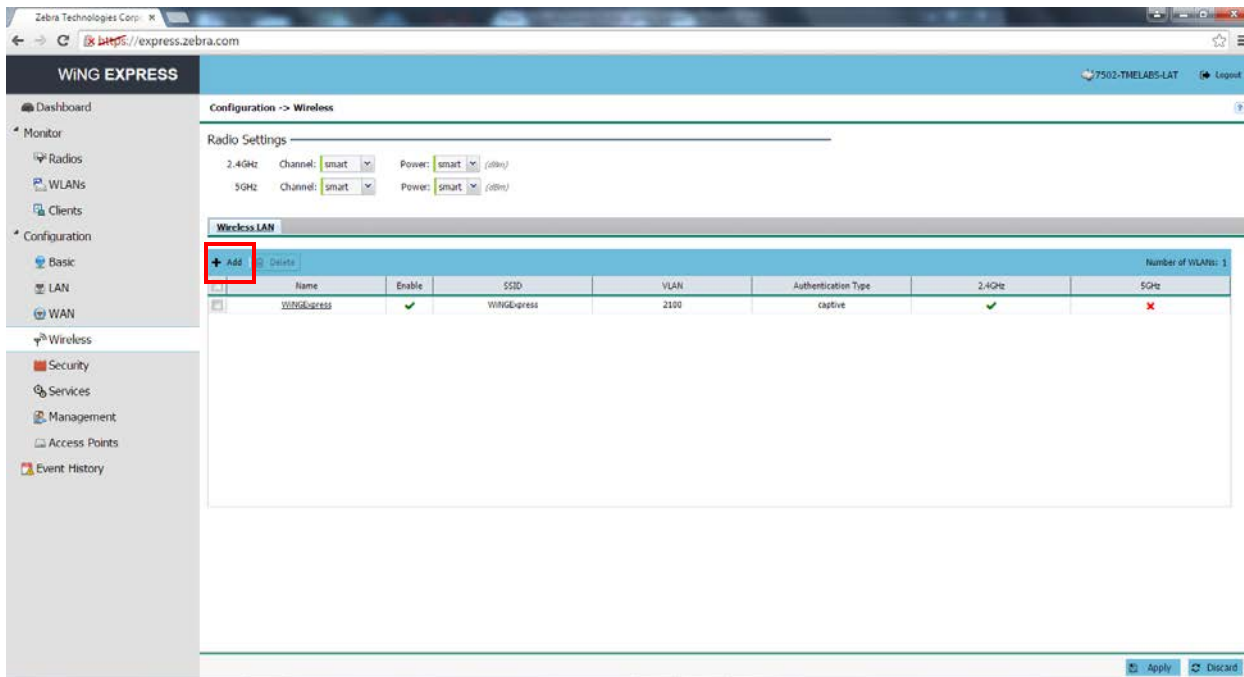 Zebra Technologies Corp
https://express.zebra.com
WiNG EXPRESS
7502-TMELABS-LAT
Logout
Dashboard
Monitor
Radios
WLANs
Clients
Configuration
Basic
LAN
WAN
Wireless
Security
Services
Management
Access Points
Event History
Configuration -> Wireless
Radio Settings
2.4GHz Channel: smart Power: smart (dBm)
5GHz Channel: smart Power: smart (dBm)
Wireless LAN
+ Add Delete Number of WLANs: 1
Name Enable SSID VLAN Authentication Type 2.4GHz 5GHz
WiNGExpress WiNGExpress 2100 captive
Apply Discard